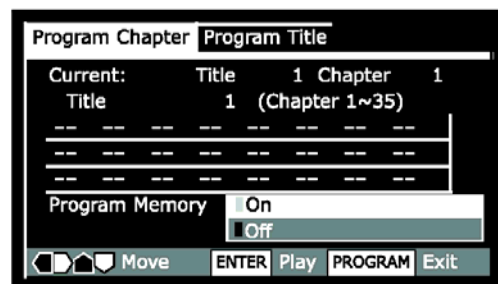 Program Chapter Program Title
Current: Title 1 Chapter 1
Title 1 (Chapter 1~35)
-- -- -- -- -- -- -- --
-- -- -- -- -- -- -- --
-- -- -- -- -- -- -- --
Program Memory On
Off
Move ENTER Play PROGRAM Exit